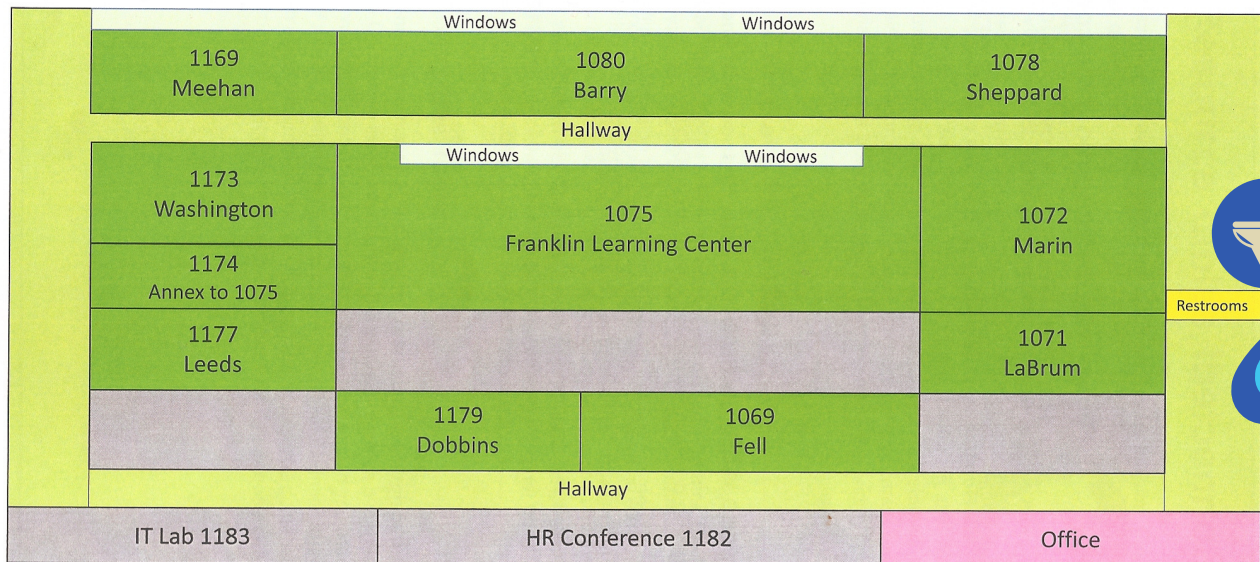 Windows Windows
1169
Meehan
1080
Barry
1078
Sheppard
Hallway
Windows Windows
1173
Washington
1075
Franklin Learning Center
1072
Marin
1174
Annex to 1075
Restrooms
1177
Leeds
1071
LaBrum
1179
Dobbins
1069
Fell
Hallway
IT Lab 1183
HR Conference 1182
Office